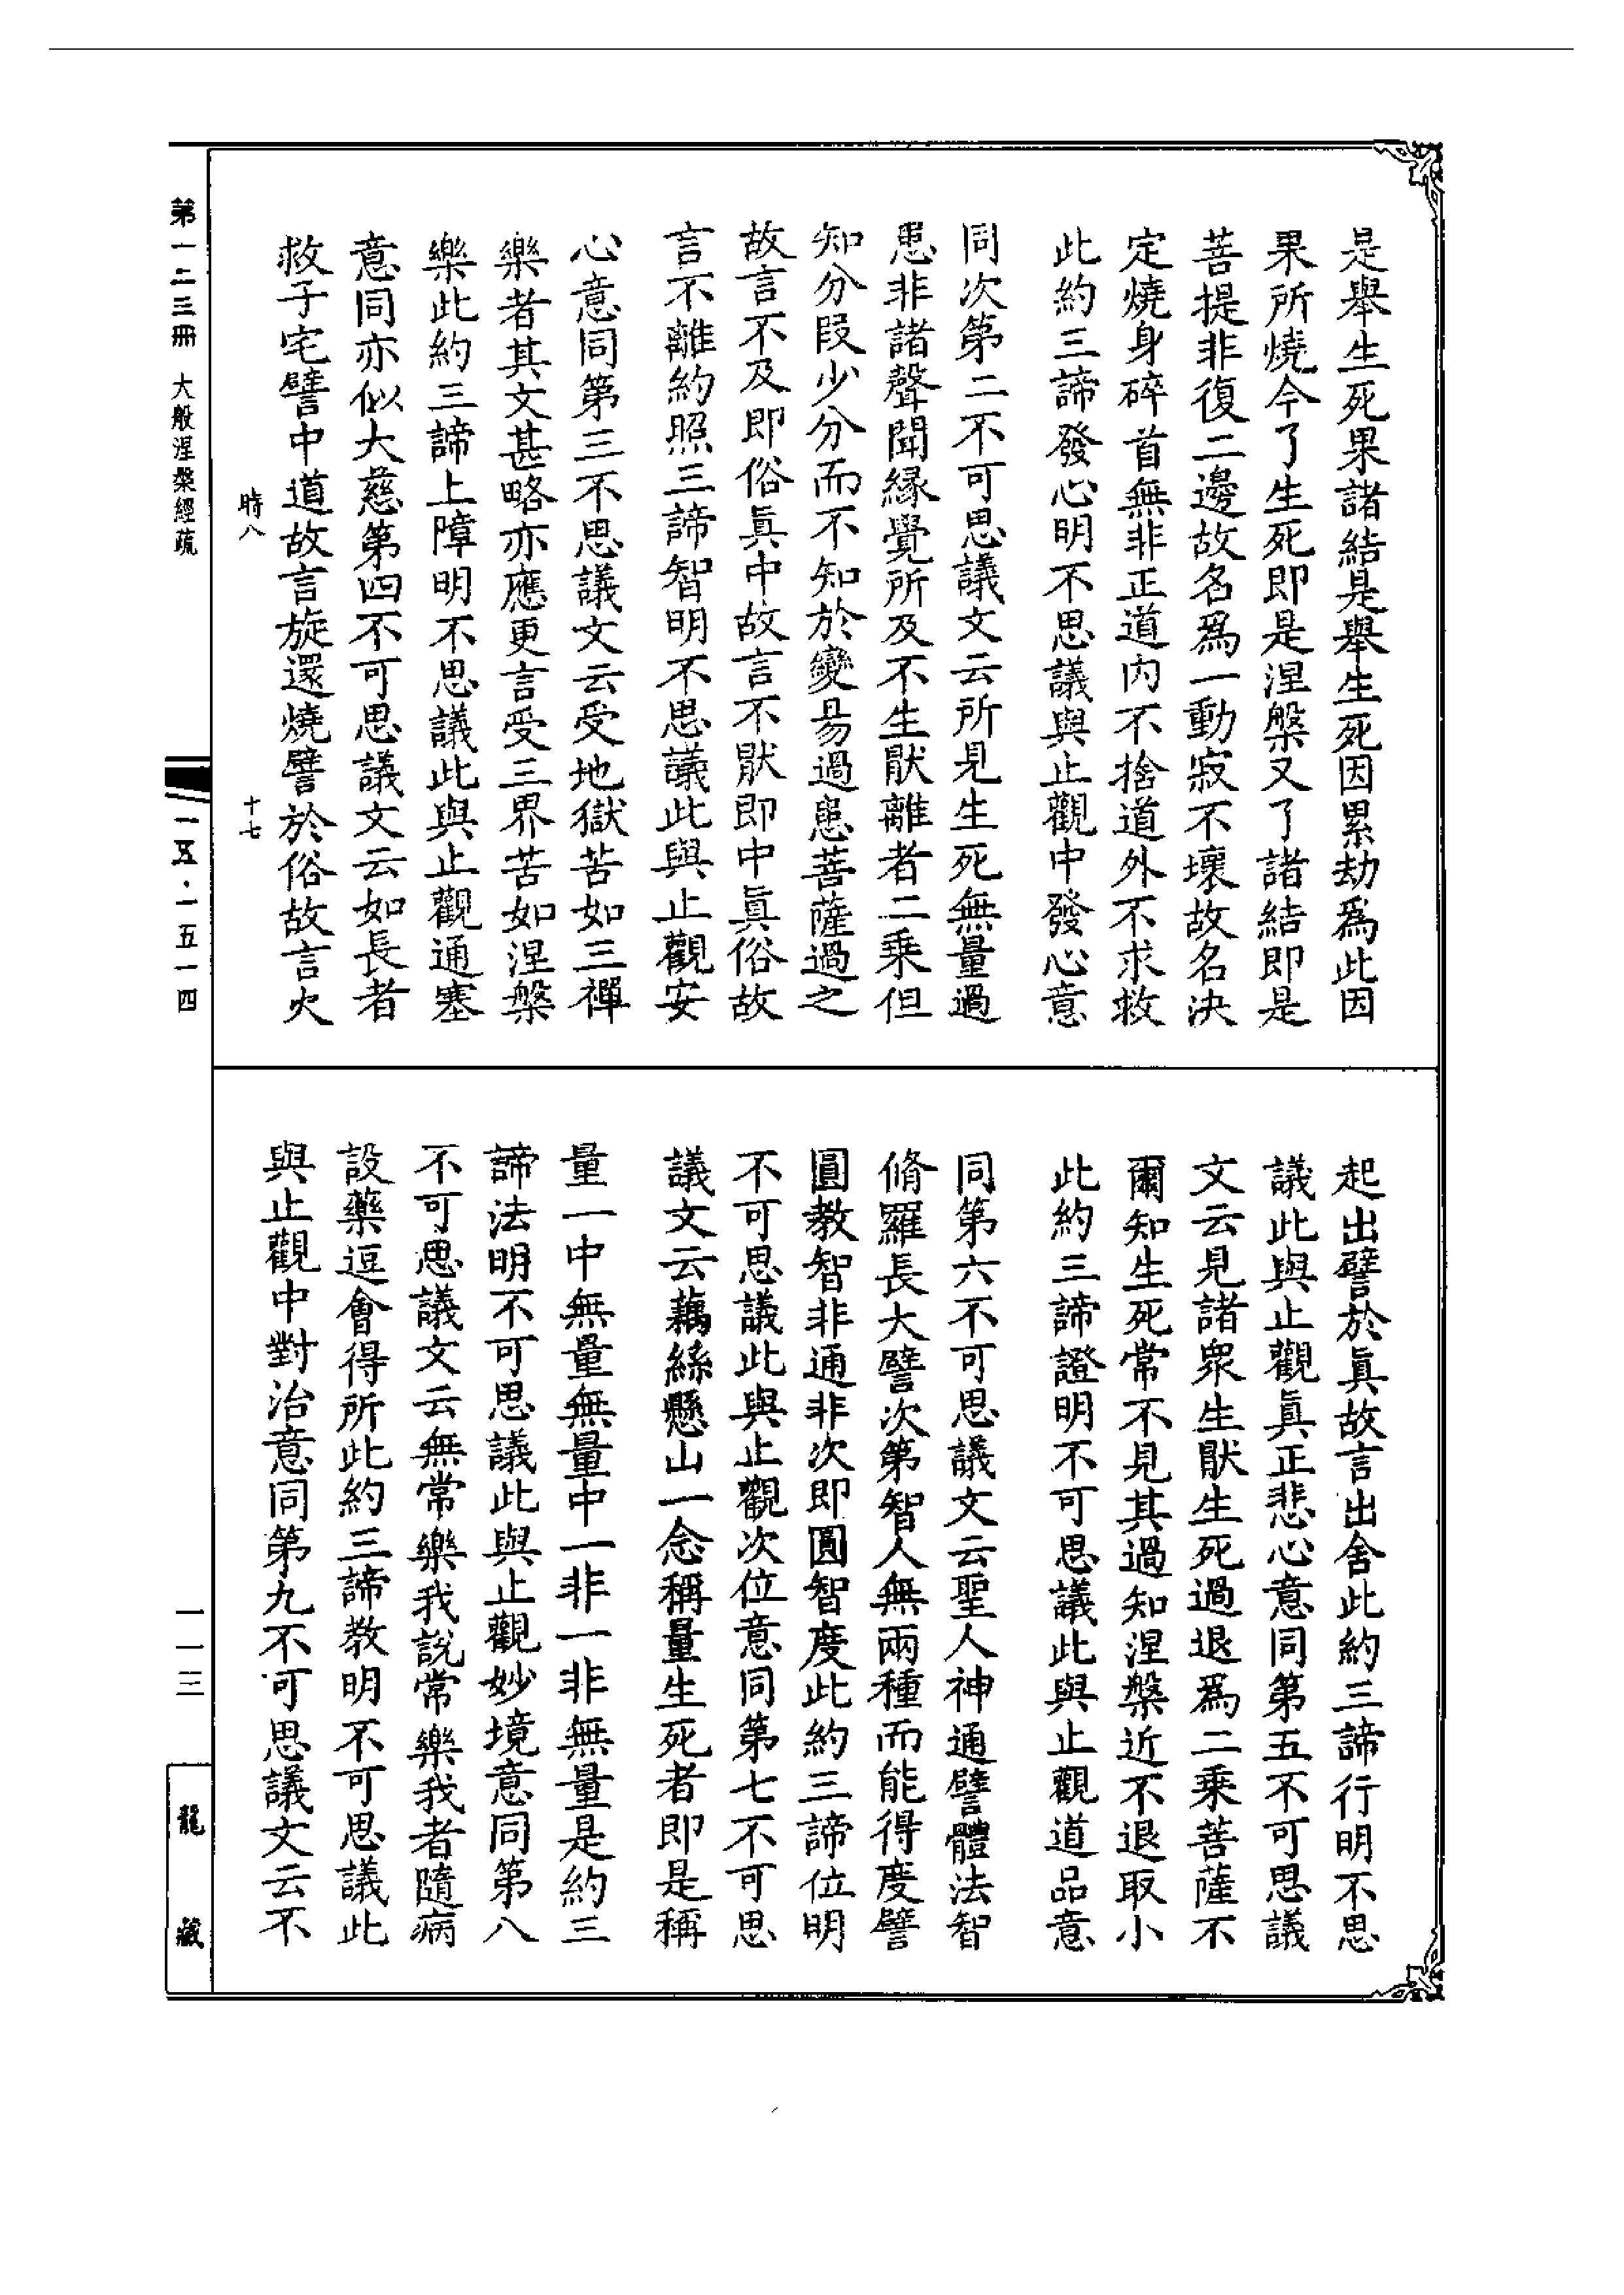 是舉生死果諸結是舉生死因累劫爲此因
果所燒今了生死即是涅槃又了諸結即是
菩提非復二邊故名爲一動寂不壞故名決
定燒身碎首無非正道內不捨道外不求救
此約三諦發心明不思議與止觀中發心意
同次第二不可思議文云所見生死無量過
患非諸聲聞緣覺所及不生猒離者二乘但
知分段少分而不知於變易過患菩薩過之
故言不及即俗眞中故言不猒即中眞俗故
言不離約照三諦智明不思議此與止觀安
心意同第三不思議文云受地獄苦如三禪
樂者其文甚略亦應更言受三界苦如涅槃
樂此約三諦上障明不思議此與止觀通塞
意同亦似大慈第四不可思議文云如長者
救子宅譬中道故言旋還燒譬於俗故言火
時八
十七
起出譬於眞故言出舍此約三諦行明不思
議此與止觀眞正悲心意同第五不可思議
文云見諸衆生猒生死過退爲二乘菩薩不
爾知生死常不見其過知涅槃近不退取小
此約三諦證明不可思議此與止觀道品意
同第六不可思議文云聖人神通譬體法智
脩羅長大譬次第智人無兩種而能得度譬
圓教智非通非次即圓智度此約三諦位明
不可思議此與止觀次位意同第七不可思
議文云藕絲懸山一念稱量生死者即是稱
量一中無量無量中一非一非無量是約三
諦法明不可思議此與止觀妙境意同第八
不可思議文云無常樂我說常樂我者隨病
設藥逗會得所此約三諦教明不可思議此
與止觀中對治意同第九不可思議文云不
第一二三冊 大般涅槃經疏
一五·一五一四
一一三
龍藏